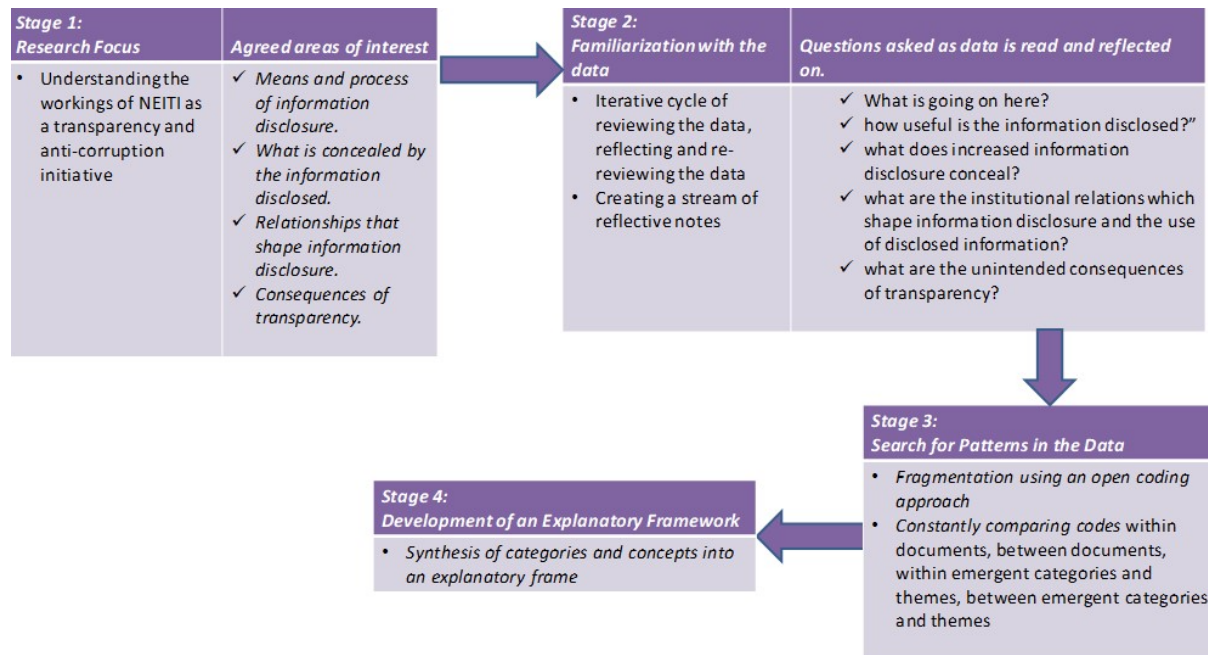 Stage 1:
Research Focus
Agreed areas of interest
• Understanding the
workings of NEITI as
a transparency and
anti-corruption
initiative
✓ Means and process
of information
disclosure.
✓ What is concealed by
the information
disclosed.
✓ Relationships that
shape information
disclosure.
✓ Consequences of
transparency.
Stage 2:
Familiarization with the
data
Questions asked as data is read and reflected
on.
• Iterative cycle of
reviewing the data,
reflecting and re-
reviewing the data
• Creating a stream of
reflective notes
✓ What is going on here?
✓ how useful is the information disclosed?”
✓ what does increased information
disclosure conceal?
✓ what are the institutional relations which
shape information disclosure and the use
of disclosed information?
✓ what are the unintended consequences
of transparency?
Stage 3:
Search for Patterns in the Data
• Fragmentation using an open coding
approach
• Constantly comparing codes within
documents, between documents,
within emergent categories and
themes, between emergent categories
and themes
Stage 4:
Development of an Explanatory Framework
• Synthesis of categories and concepts into
an explanatory frame